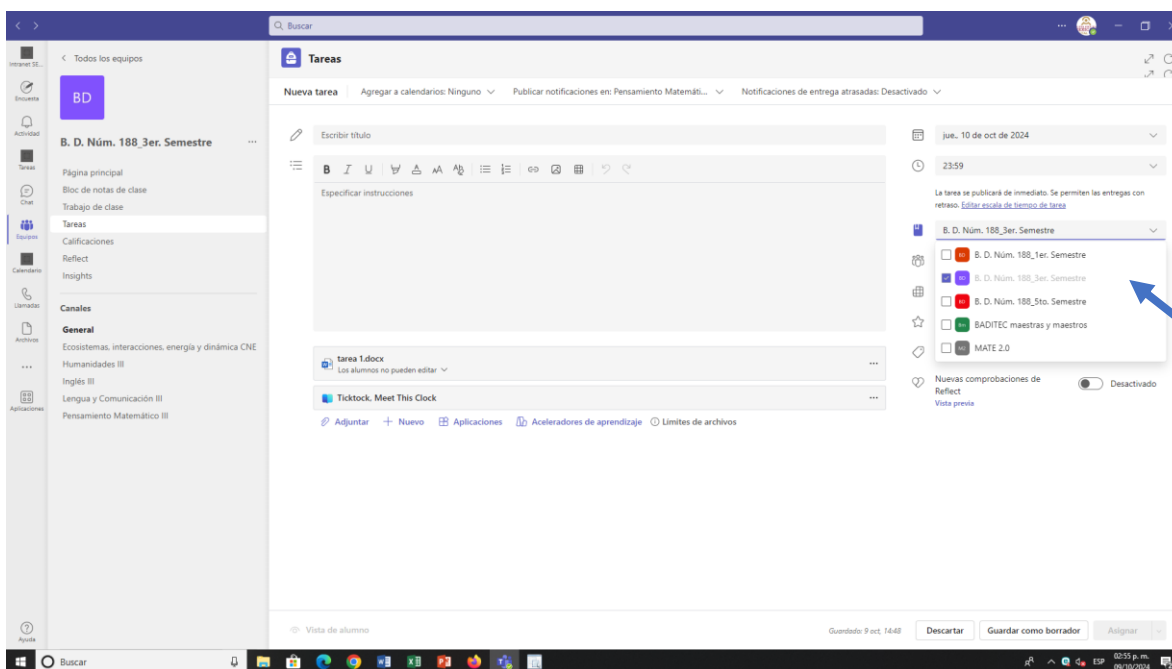 Buscar
Intranet SE...
Encuesta
Actividad
Tareas
Chat
Equipos
Calendario
Llamadas
Archivos
Aplicaciones
Ayuda
Todos los equipos
BD
B. D. Núm. 188_3er. Semestre
Página principal
Bloc de notas de clase
Trabajo de clase
Tareas
Calificaciones
Reflect
Insights
Canales
General
Ecosistemas, interacciones, energía y dinámica CNE
Humanidades III
Inglés III
Lengua y Comunicación III
Pensamiento Matemático III
Tareas
Nueva tarea Agregar a calendarios: Ninguno Publicar notificaciones en: Pensamiento Matemáti... Notificaciones de entrega atrasadas: Desactivado
Escribir título
Especificar instrucciones
tarea 1.docx
Los alumnos no pueden editar
Ticktock, Meet This Clock
Adjuntar Nuevo Aplicaciones Aceleradores de aprendizaje Límites de archivos
jue., 10 de oct de 2024
23:59
La tarea se publicará de inmediato. Se permiten las entregas con
retraso. Editar escala de tiempo de tarea
B. D. Núm. 188_3er. Semestre
BD B. D. Núm. 188_1er. Semestre
BD B. D. Núm. 188_3er. Semestre
BD B. D. Núm. 188_5to. Semestre
Bm BADITEC maestras y maestros
M2 MATE 2.0
Nuevas comprobaciones de
Reflect
Desactivado
Vista previa
Vista de alumno Guardado: 9 oct, 14:48 Descartar Guardar como borrador Asignar
Buscar
ESP
02:55 p. m.
09/10/2024